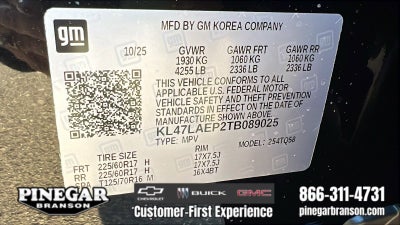 gm
MFD BY GM KOREA COMPANY
10/25 GVWR GAWR FRT GAWR RR
1930 KG 1060 KG 1060 KG
4255 LB 2336 LB 2336 LB
THIS VEHICLE CONFORMS TO ALL
APPLICABLE U.S. FEDERAL MOTOR
VEHICLE SAFETY, BUMPER, AND THEFT
PREVENTION STANDARDS IN EFFECT ON
THE DATE OF MANUFACTURE SHOWN ABOVE.
KL47LAEP2TB089025
TYPE: MPV MODEL: 254TQ58
TIRE SIZE RIM
FRT 225/60R17 H 17X7.5J
RR 225/60R17 H 17X7.5J
T125/70R16 M 16X4BT
PINEGAR
BRANSON
CHEVROLET BUICK GMC
Customer-First Experience
866-311-4731
pinegarbranson.com